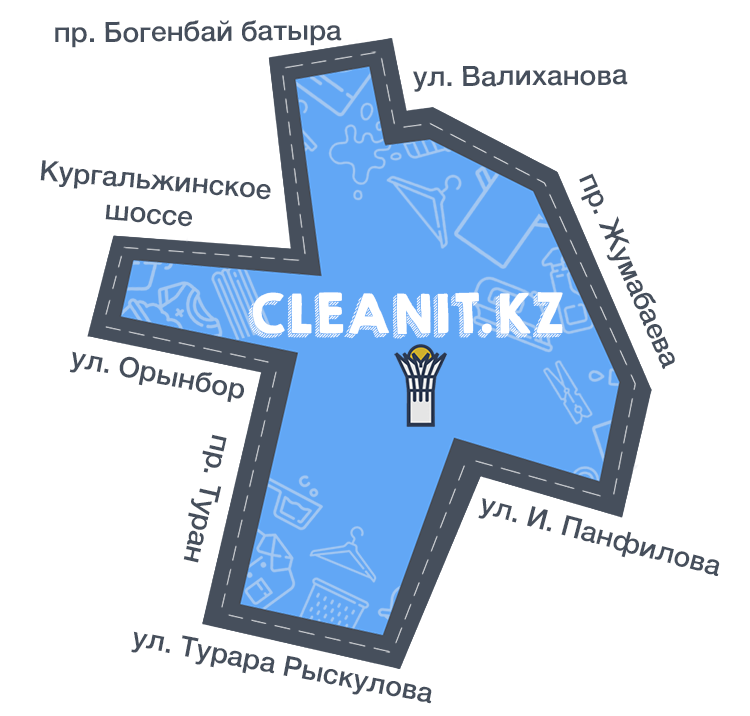 пр. Богенбай батыра
ул. Валиханова
Кургальжинское
шоссе
пр. Жумабаева
CLEANIT.KZ
ул. Орынбор
пр. Туран
ул. И. Панфилова
ул. Турара Рыскулова